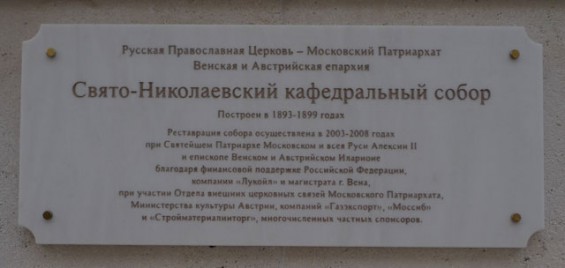 Русская Православная Церковь – Московский Патриархат
Венская и Австрийская епархия
Свято-Николаевский кафедральный собор
Построен в 1893-1899 годах
Реставрация собора осуществлена в 2003-2008 годах
при Святейшем Патриархе Московском и всея Руси Алексии II
и епископе Венском и Австрийском Иларионе
благодаря финансовой поддержке Российской Федерации,
компании «Лукойл» и магистрата г. Вена,
при участии Отдела внешних церковных связей Московского Патриархата,
Министерства культуры Австрии, компаний «Газэкспорт», «Моссиб»
и «Стройматериалинторг», многочисленных частных спонсоров.